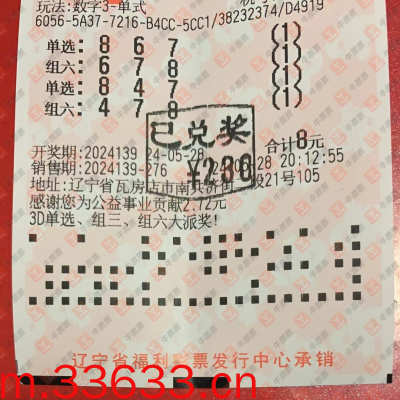 玩法:数字3-单式
6056-5A37-7216-B4CC-5CC1/38232374/D4919
单选: 8 6 7 (1)
组六: 6 7 8 (1)
单选: 8 4 7 (1)
组六: 4 7 8 (1)
已兑奖
¥230
合计8元
开奖期:2024139 24-05-28
销售期:2024139-276 20:12:55
地址:辽宁省瓦房店市南共济街一段21号105
感谢您为公益事业贡献2.72元
3D单选、组三、组六大派奖!
辽宁省福利彩票发行中心承销
m.33633.cn